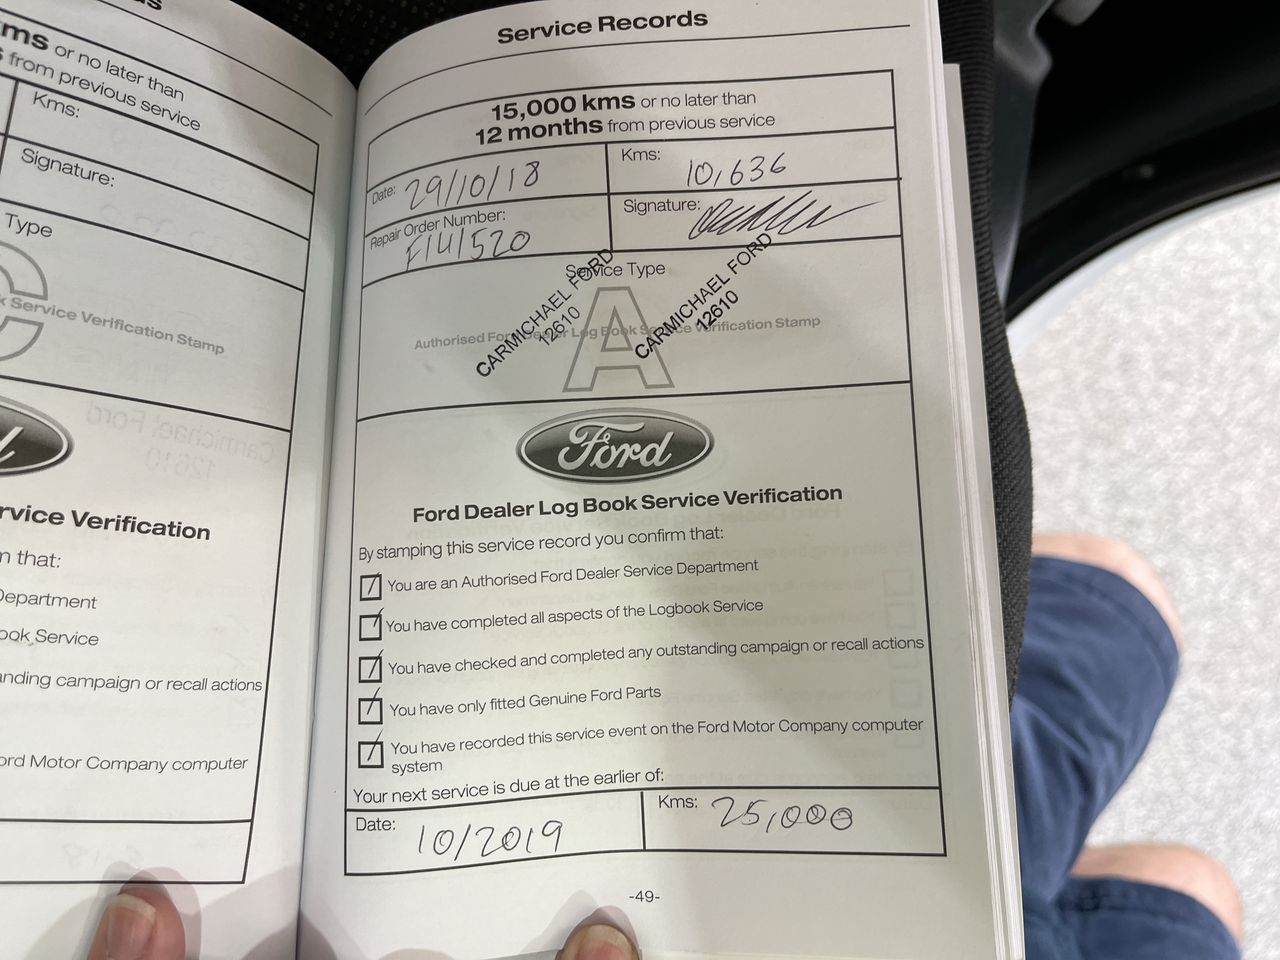 ms or no later than
from previous service
Kms:
Signature:
Type
k Service Verification Stamp
rvice Verification
that:
Department
ook Service
anding campaign or recall actions
ord Motor Company computer
Service Records
15,000 kms or no later than
12 months from previous service
Date: 29/10/18
Kms: 10,636
Repair Order Number: F141520
Signature:
Service Type
CARMICHAEL FORD
12610
CARMICHAEL FORD
12610
A
Authorised Ford Dealer Log Book Service Verification Stamp
Ford
Ford Dealer Log Book Service Verification
By stamping this service record you confirm that:
You are an Authorised Ford Dealer Service Department
You have completed all aspects of the Logbook Service
You have checked and completed any outstanding campaign or recall actions
You have only fitted Genuine Ford Parts
You have recorded this service event on the Ford Motor Company computer
system
Your next service is due at the earlier of:
Date: 10/2019
Kms: 25,000
-49-